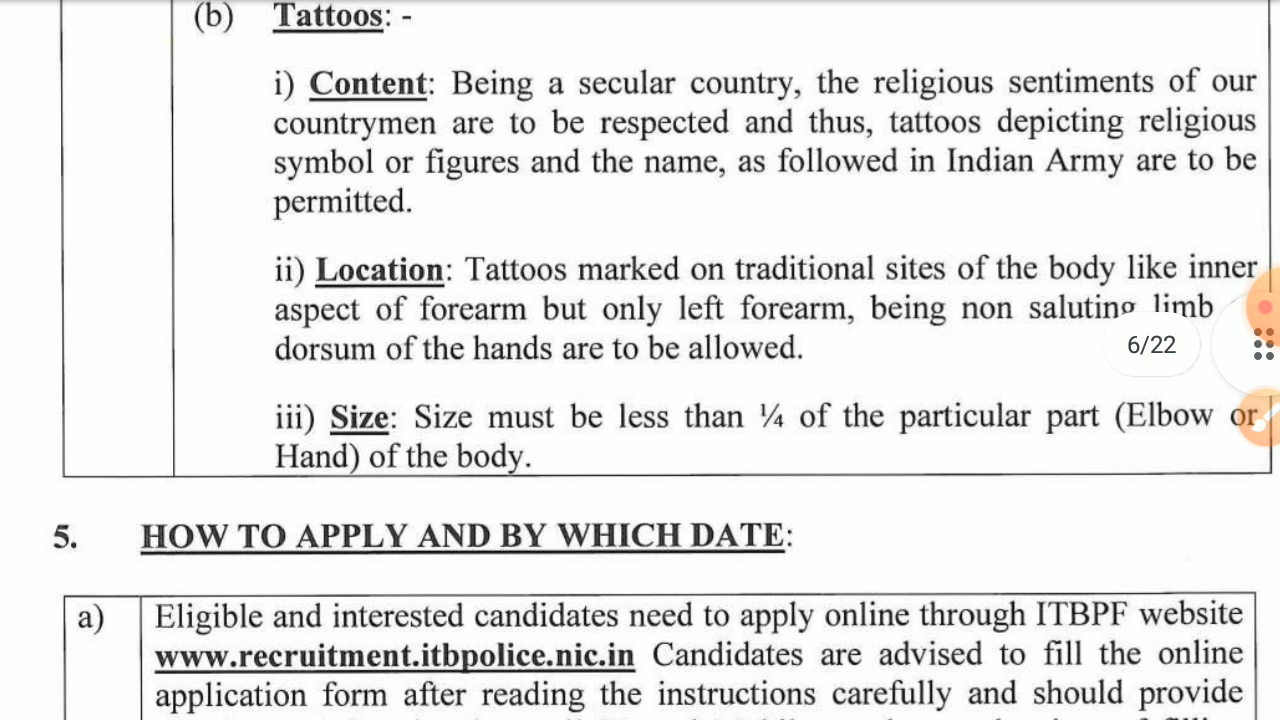 (b) Tattoos: -
i) Content: Being a secular country, the religious sentiments of our
countrymen are to be respected and thus, tattoos depicting religious
symbol or figures and the name, as followed in Indian Army are to be
permitted.
ii) Location: Tattoos marked on traditional sites of the body like inner
aspect of forearm but only left forearm, being non saluting limb
dorsum of the hands are to be allowed.
6/22
iii) Size: Size must be less than ¼ of the particular part (Elbow or
Hand) of the body.
5. HOW TO APPLY AND BY WHICH DATE:
a) Eligible and interested candidates need to apply online through ITBPF website
www.recruitment.itbpolice.nic.in Candidates are advised to fill the online
application form after reading the instructions carefully and should provide